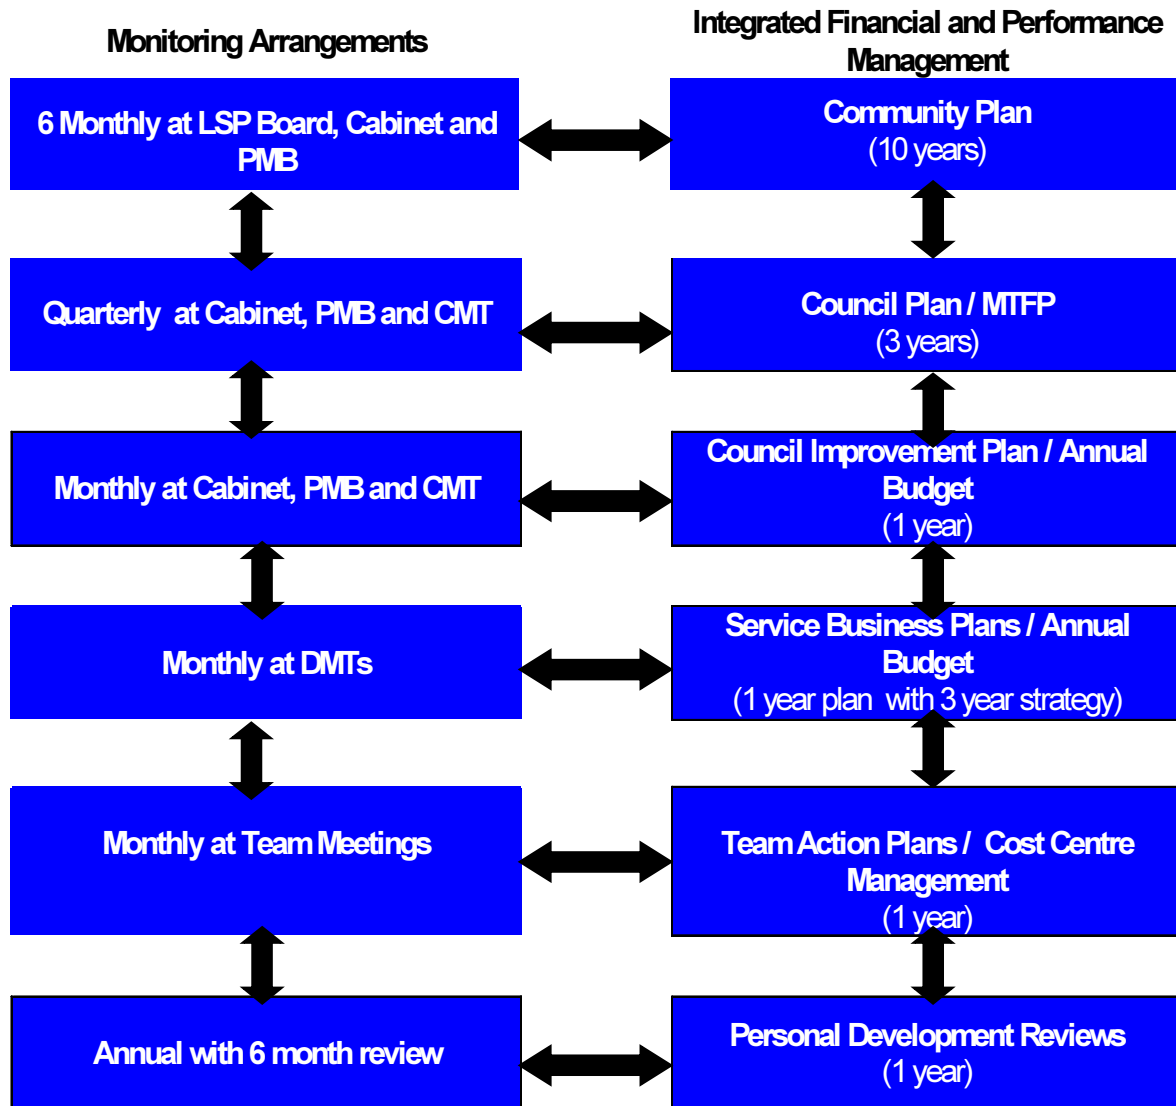 Monitoring Arrangements
Integrated Financial and Performance
Management
6 Monthly at LSP Board, Cabinet and
PMB
Community Plan
(10 years)
Quarterly at Cabinet, PMB and CMT
Council Plan / MTFP
(3 years)
Monthly at Cabinet, PMB and CMT
Council Improvement Plan / Annual
Budget
(1 year)
Monthly at DMTs
Service Business Plans / Annual
Budget
(1 year plan with 3 year strategy)
Monthly at Team Meetings
Team Action Plans / Cost Centre
Management
(1 year)
Annual with 6 month review
Personal Development Reviews
(1 year)